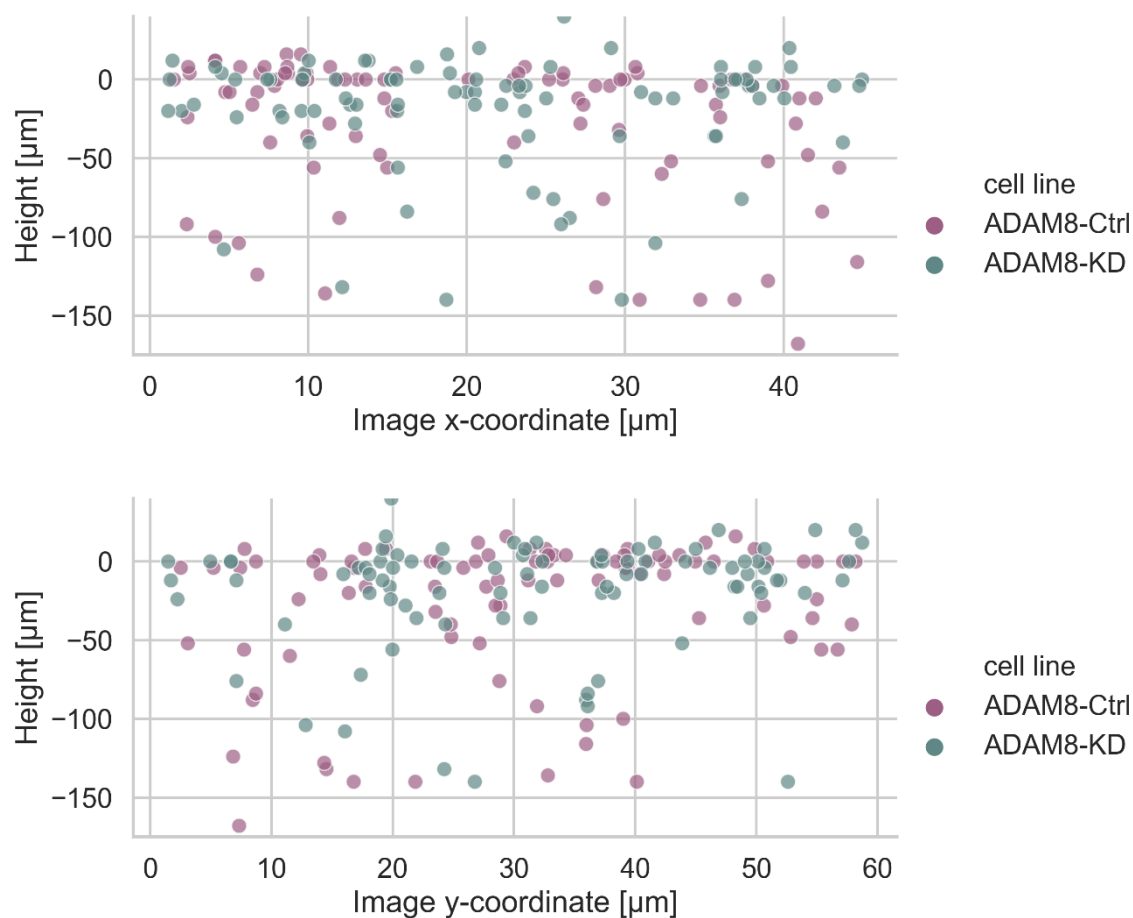 0
−50
−100
−150
Height [µm]
0 10 20 30 40
Image x-coordinate [µm]
cell line
ADAM8-Ctrl
ADAM8-KD
0
−50
−100
−150
Height [µm]
0 10 20 30 40 50 60
Image y-coordinate [µm]
cell line
ADAM8-Ctrl
ADAM8-KD